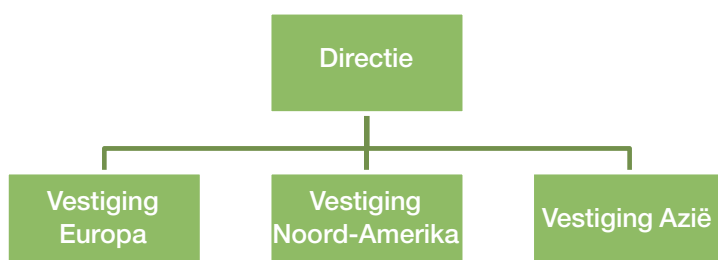 Directie
Vestiging
Europa
Vestiging
Noord-Amerika
Vestiging Azië